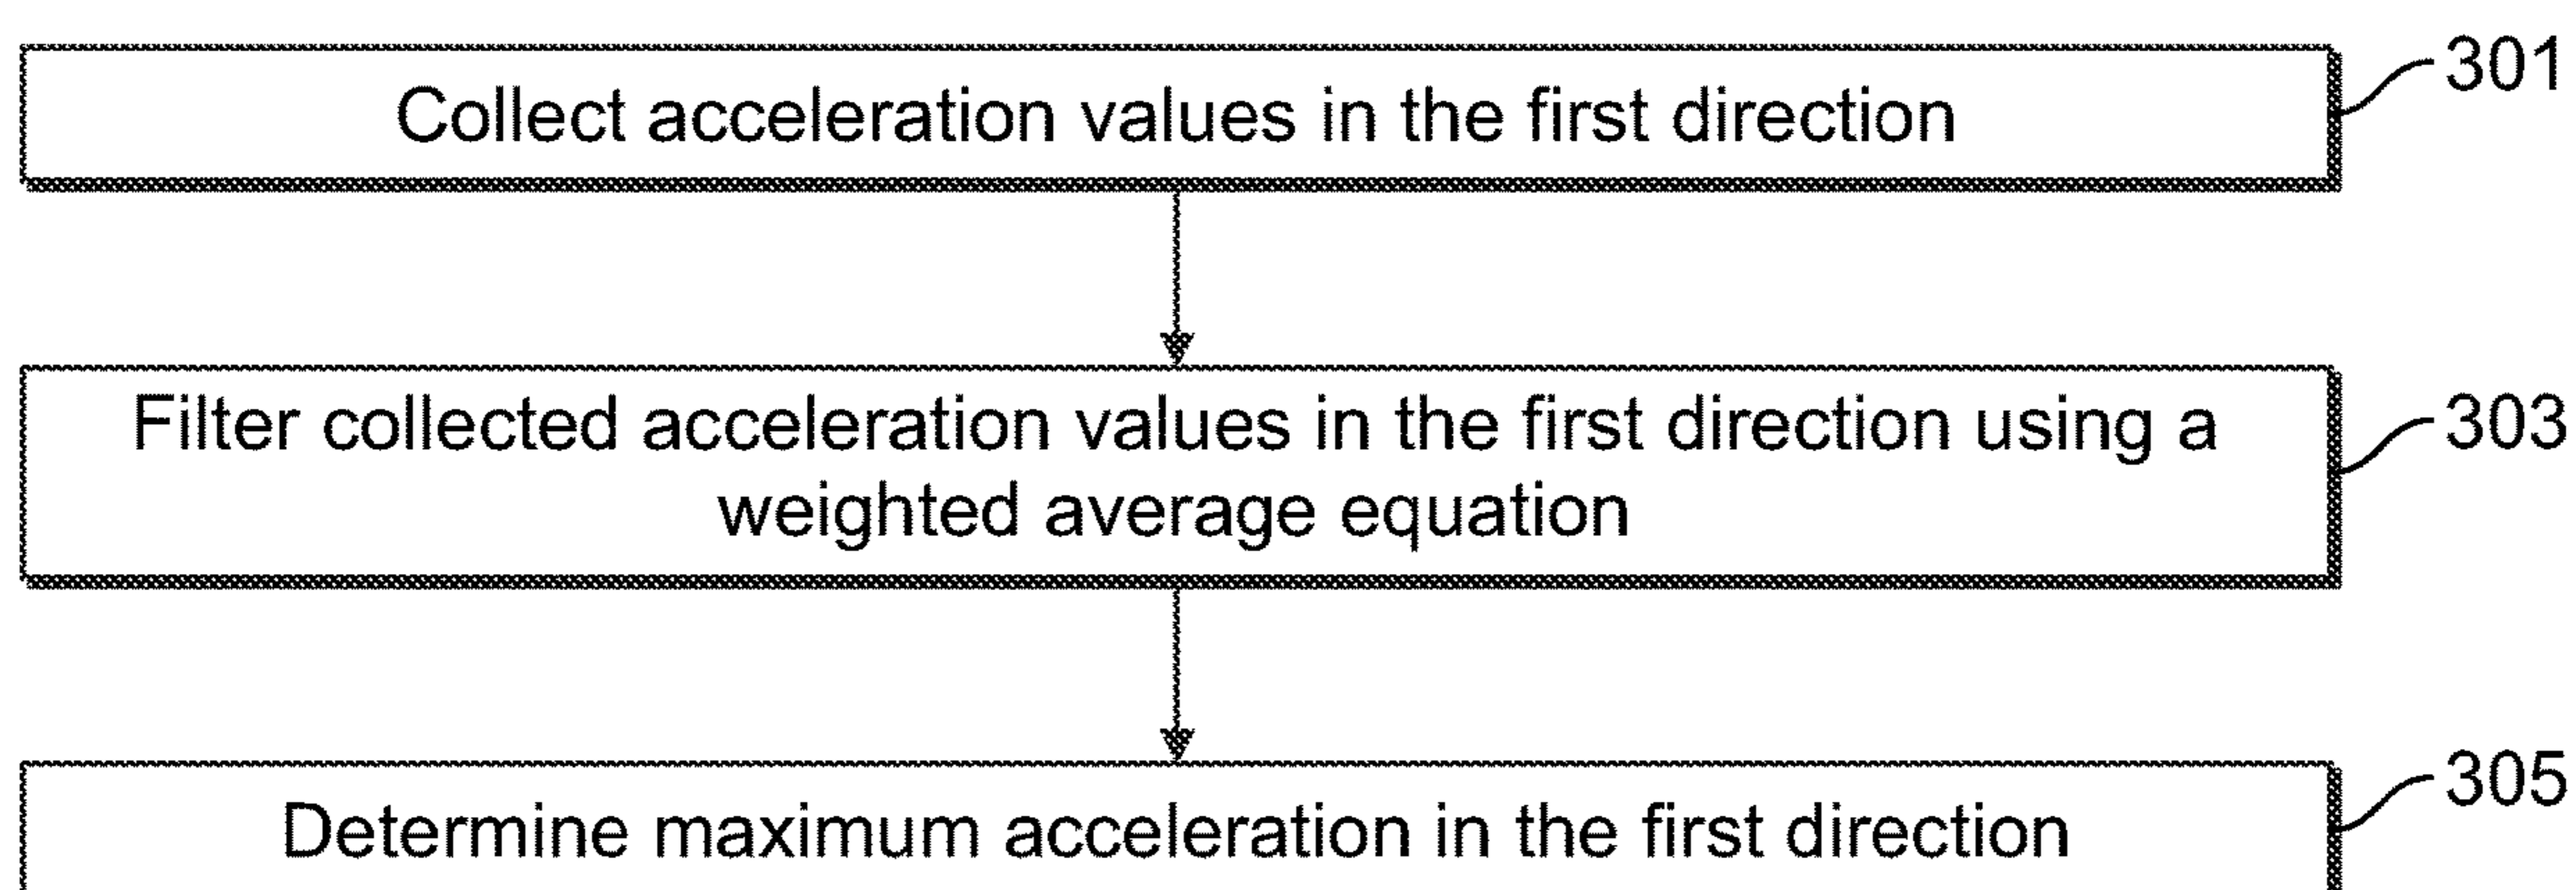 Collect acceleration values in the first direction
301
Filter collected acceleration values in the first direction using a
weighted average equation
303
Determine maximum acceleration in the first direction
305